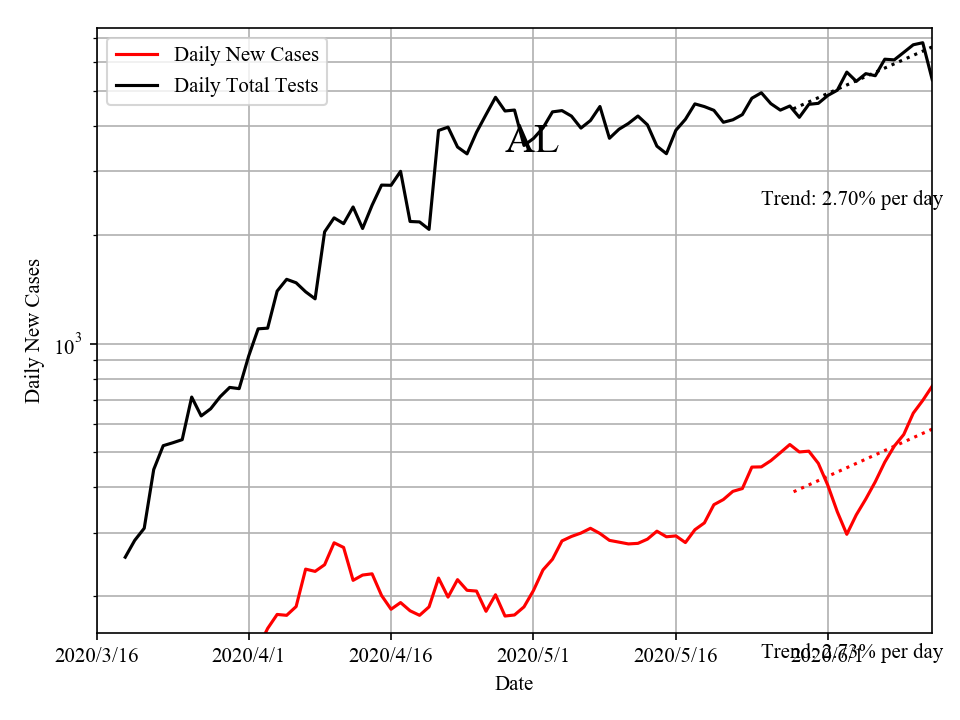 Daily New Cases
Daily Total Tests
AL
Trend: 2.70% per day
Daily New Cases
10^3
2020/3/16
2020/4/1
2020/4/16
2020/5/1
2020/5/16
2020/6/1
Trend: 2.73% per day
Date